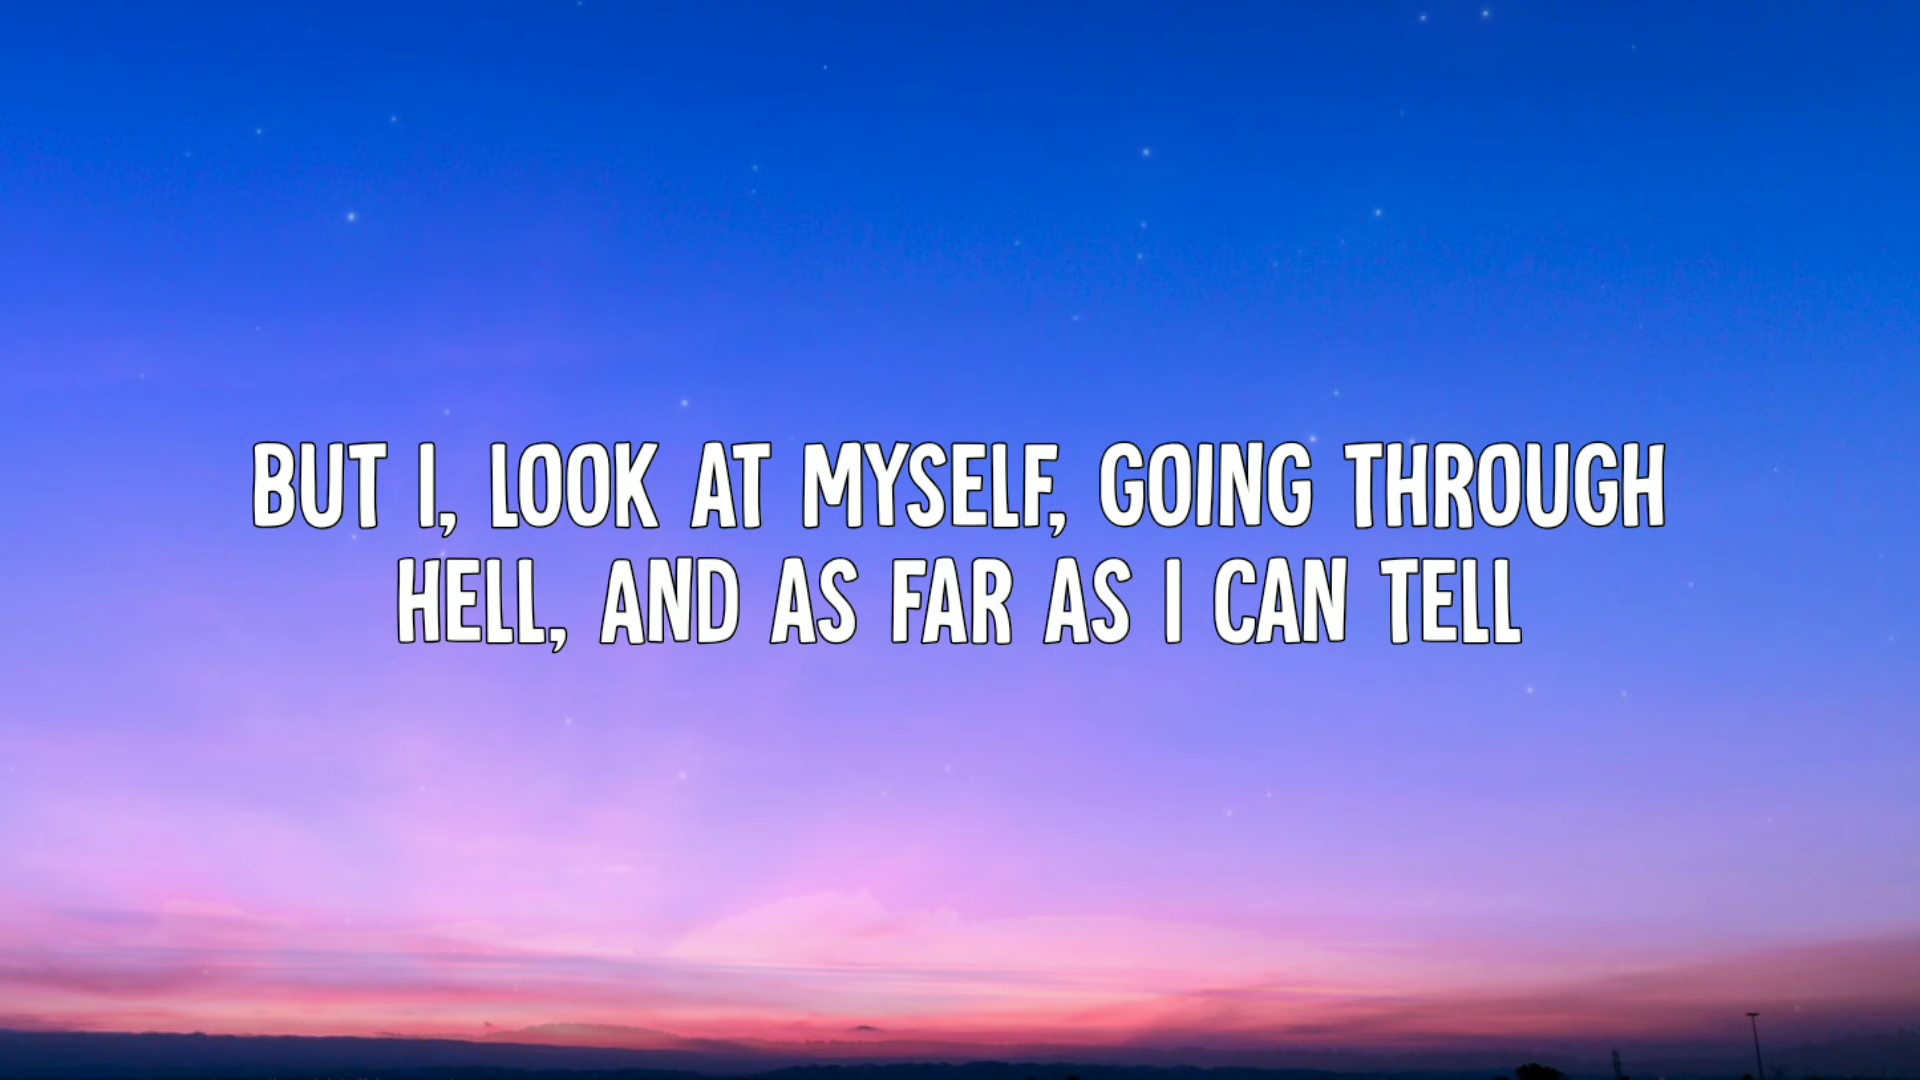 BUT I, LOOK AT MYSELF, GOING THROUGH
HELL, AND AS FAR AS I CAN TELL